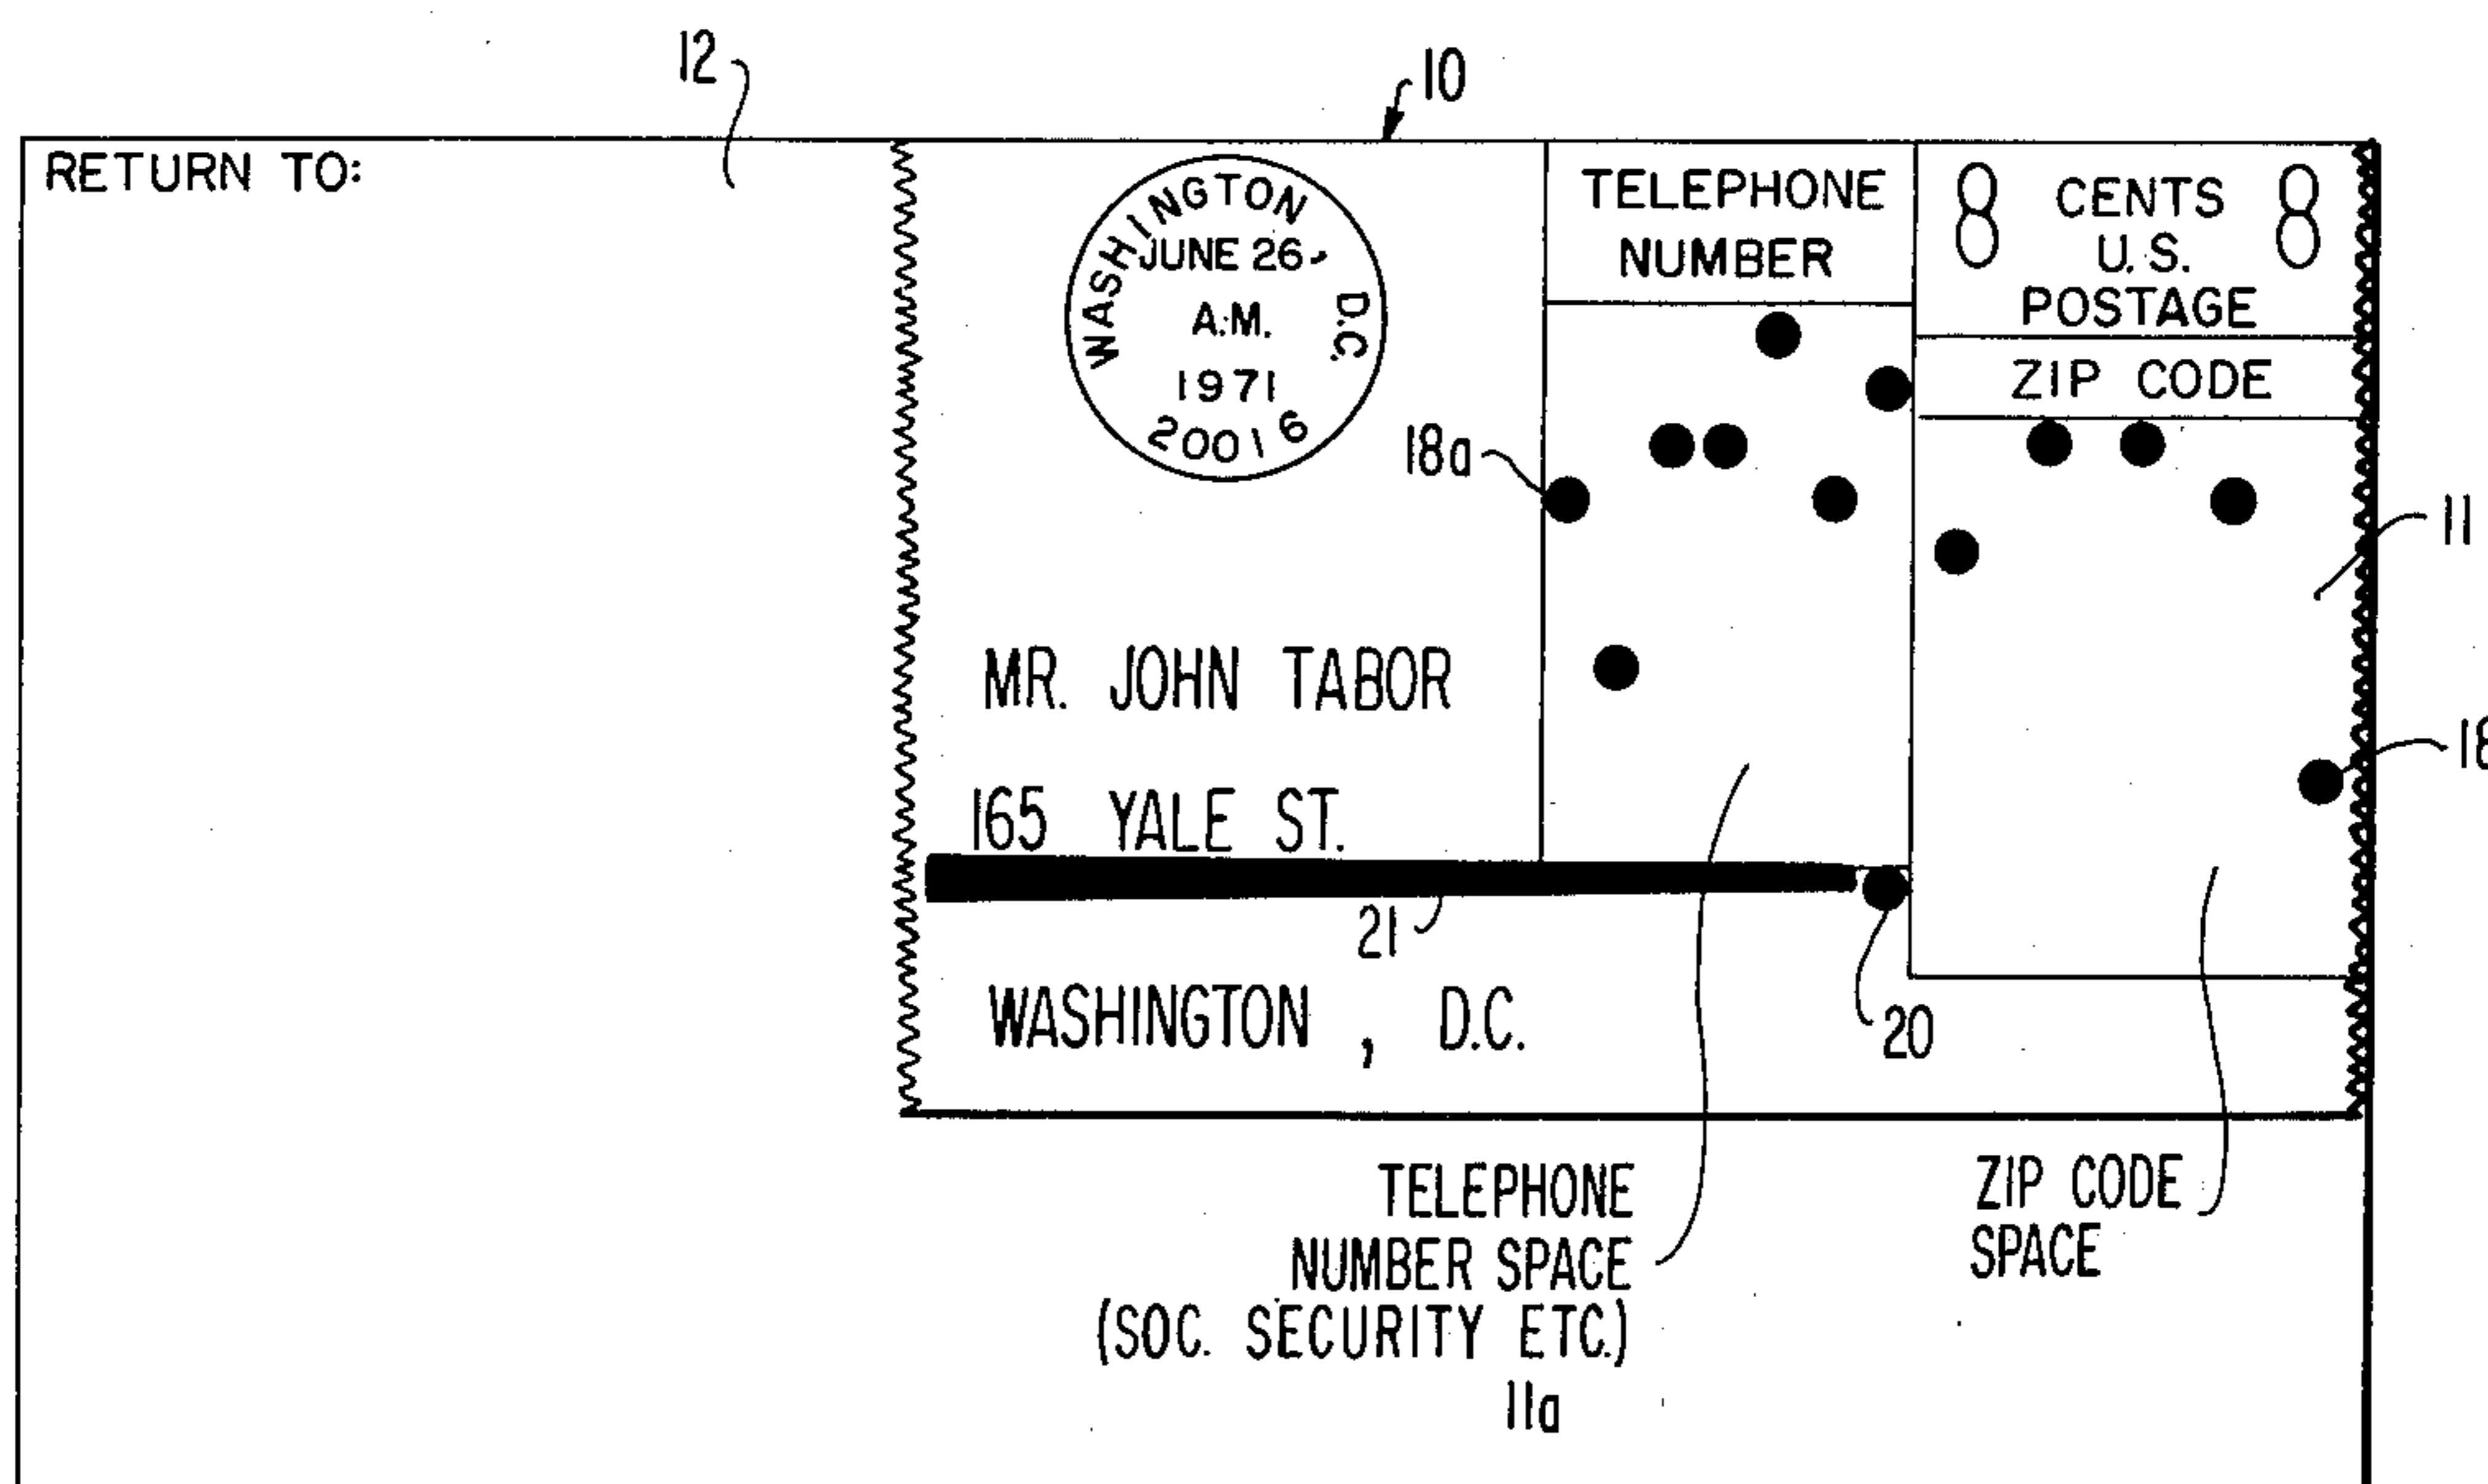 12
10
RETURN TO:
WASHINGTON D.C.
JUNE 26
A.M.
1971
20016
TELEPHONE
NUMBER
8 CENTS 8
U.S.
POSTAGE
ZIP CODE
18a
11
MR. JOHN TABOR
18
165 YALE ST.
21
WASHINGTON , D.C.
20
TELEPHONE
NUMBER SPACE
(SOC. SECURITY ETC.)
11a
ZIP CODE
SPACE